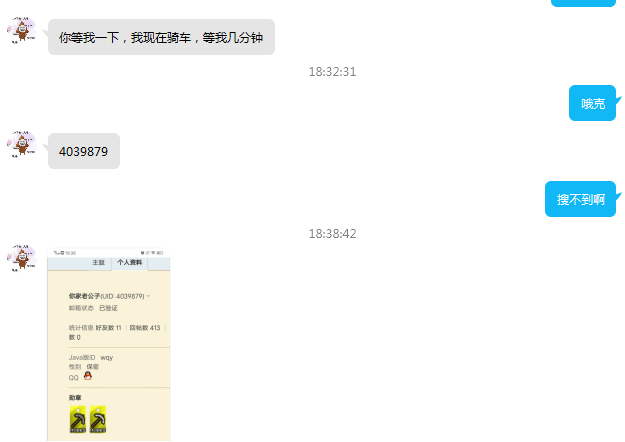 你等我一下，我现在骑车，等我几分钟
18:32:31
哦克
4039879
搜不到啊
18:38:42
主题 个人资料
你家老公子(UID: 4039879)
邮箱状态 已验证
统计信息 好友数 11 | 回帖数 413 |
数 0
Java版ID wqy
性别 保密
QQ
勋章